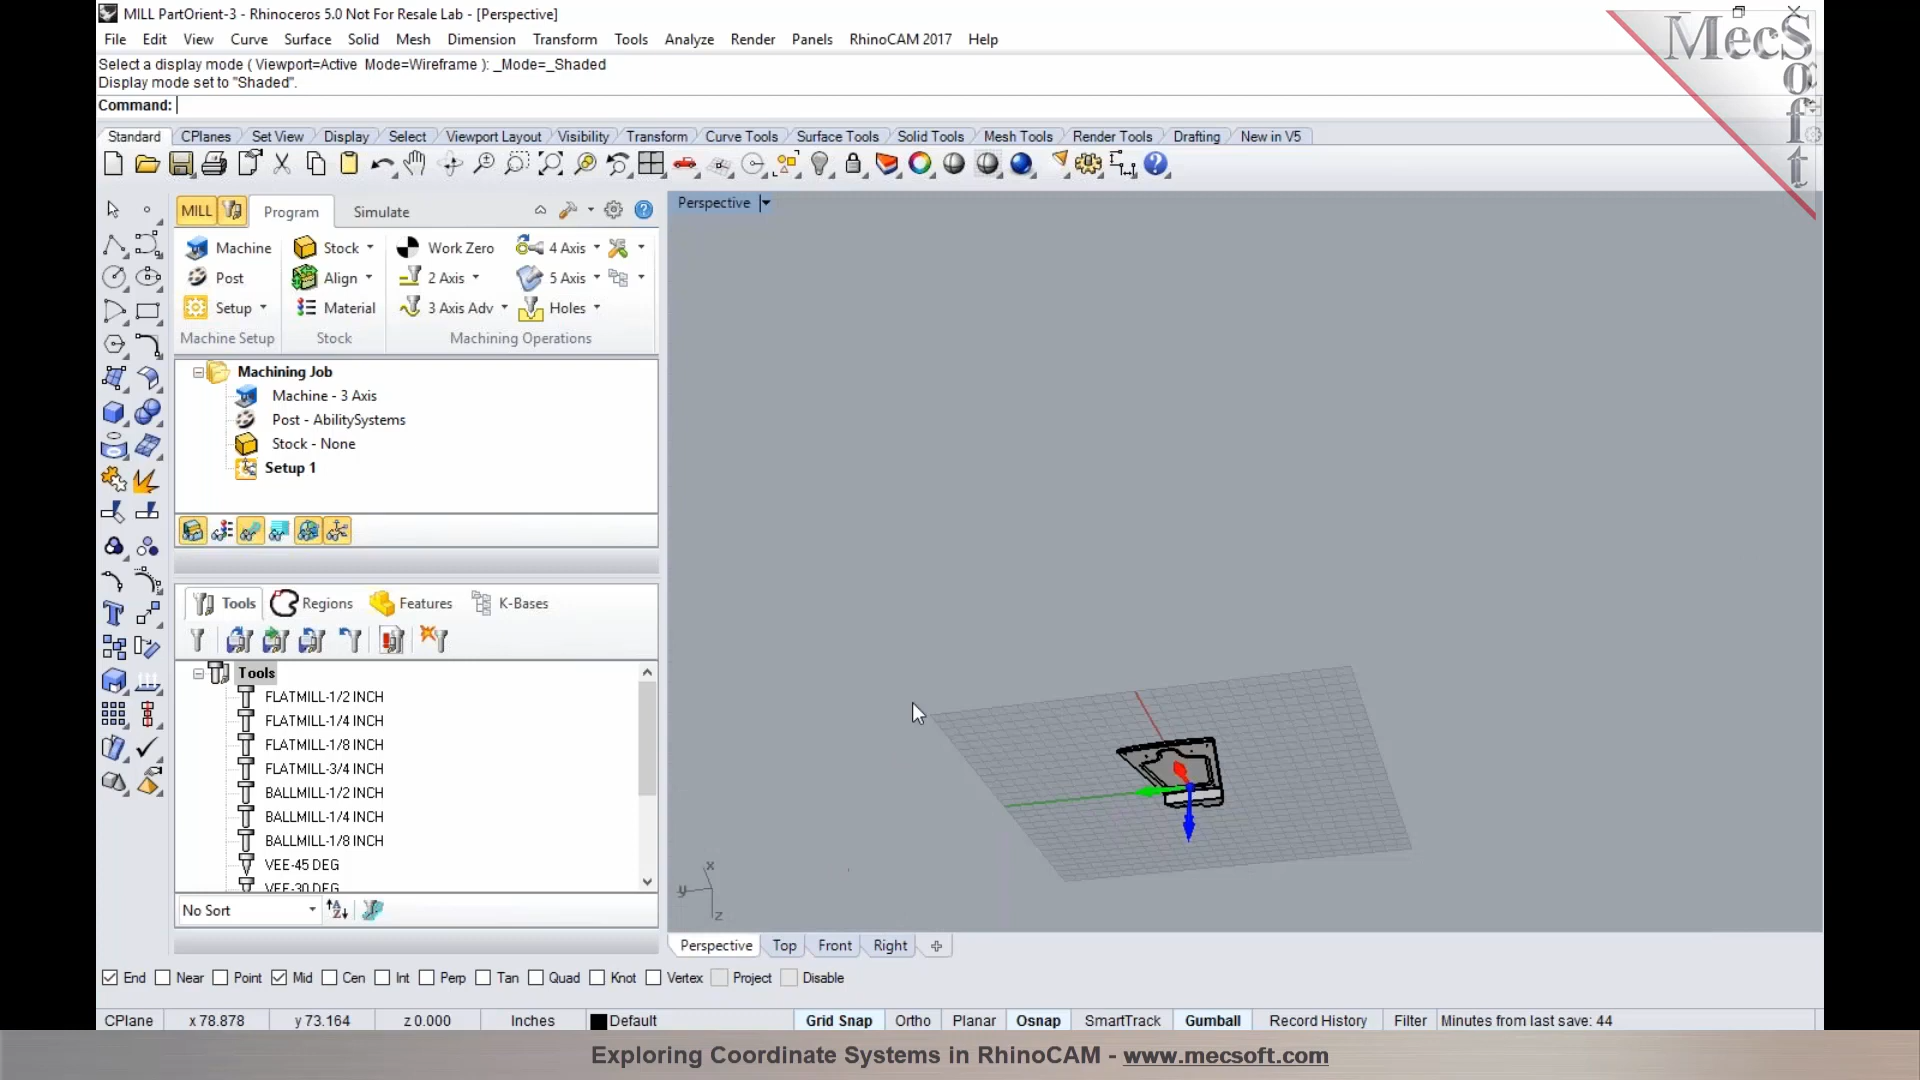 MILL PartOrient-3 - Rhinoceros 5.0 Not For Resale Lab - [Perspective]
File Edit View Curve Surface Solid Mesh Dimension Transform Tools Analyze Render Panels RhinoCAM 2017 Help
Select a display mode ( Viewport=Active Mode=Wireframe ): _Mode=_Shaded
Display mode set to "Shaded".
Command:
MecSoft
Standard CPlanes Set View Display Select Viewport Layout Visibility Transform Curve Tools Surface Tools Solid Tools Mesh Tools Render Tools Drafting New in V5
MILL Program Simulate
Machine Stock Work Zero 4 Axis
Post Align 2 Axis 5 Axis
Setup Material 3 Axis Adv Holes
Machine Setup Stock Machining Operations
Perspective
Machining Job
Machine - 3 Axis
Post - AbilitySystems
Stock - None
Setup 1
Tools Regions Features K-Bases
Tools
FLATMILL-1/2 INCH
FLATMILL-1/4 INCH
FLATMILL-1/8 INCH
FLATMILL-3/4 INCH
BALLMILL-1/2 INCH
BALLMILL-1/4 INCH
BALLMILL-1/8 INCH
VEE-45 DEG
VEE-30 DEG
No Sort
x
y
z
Perspective Top Front Right
End Near Point Mid Cen Int Perp Tan Quad Knot Vertex Project Disable
CPlane x 78.878 y 73.164 z 0.000 Inches Default Grid Snap Ortho Planar Osnap SmartTrack Gumball Record History Filter Minutes from last save: 44
Exploring Coordinate Systems in RhinoCAM - www.mecsoft.com